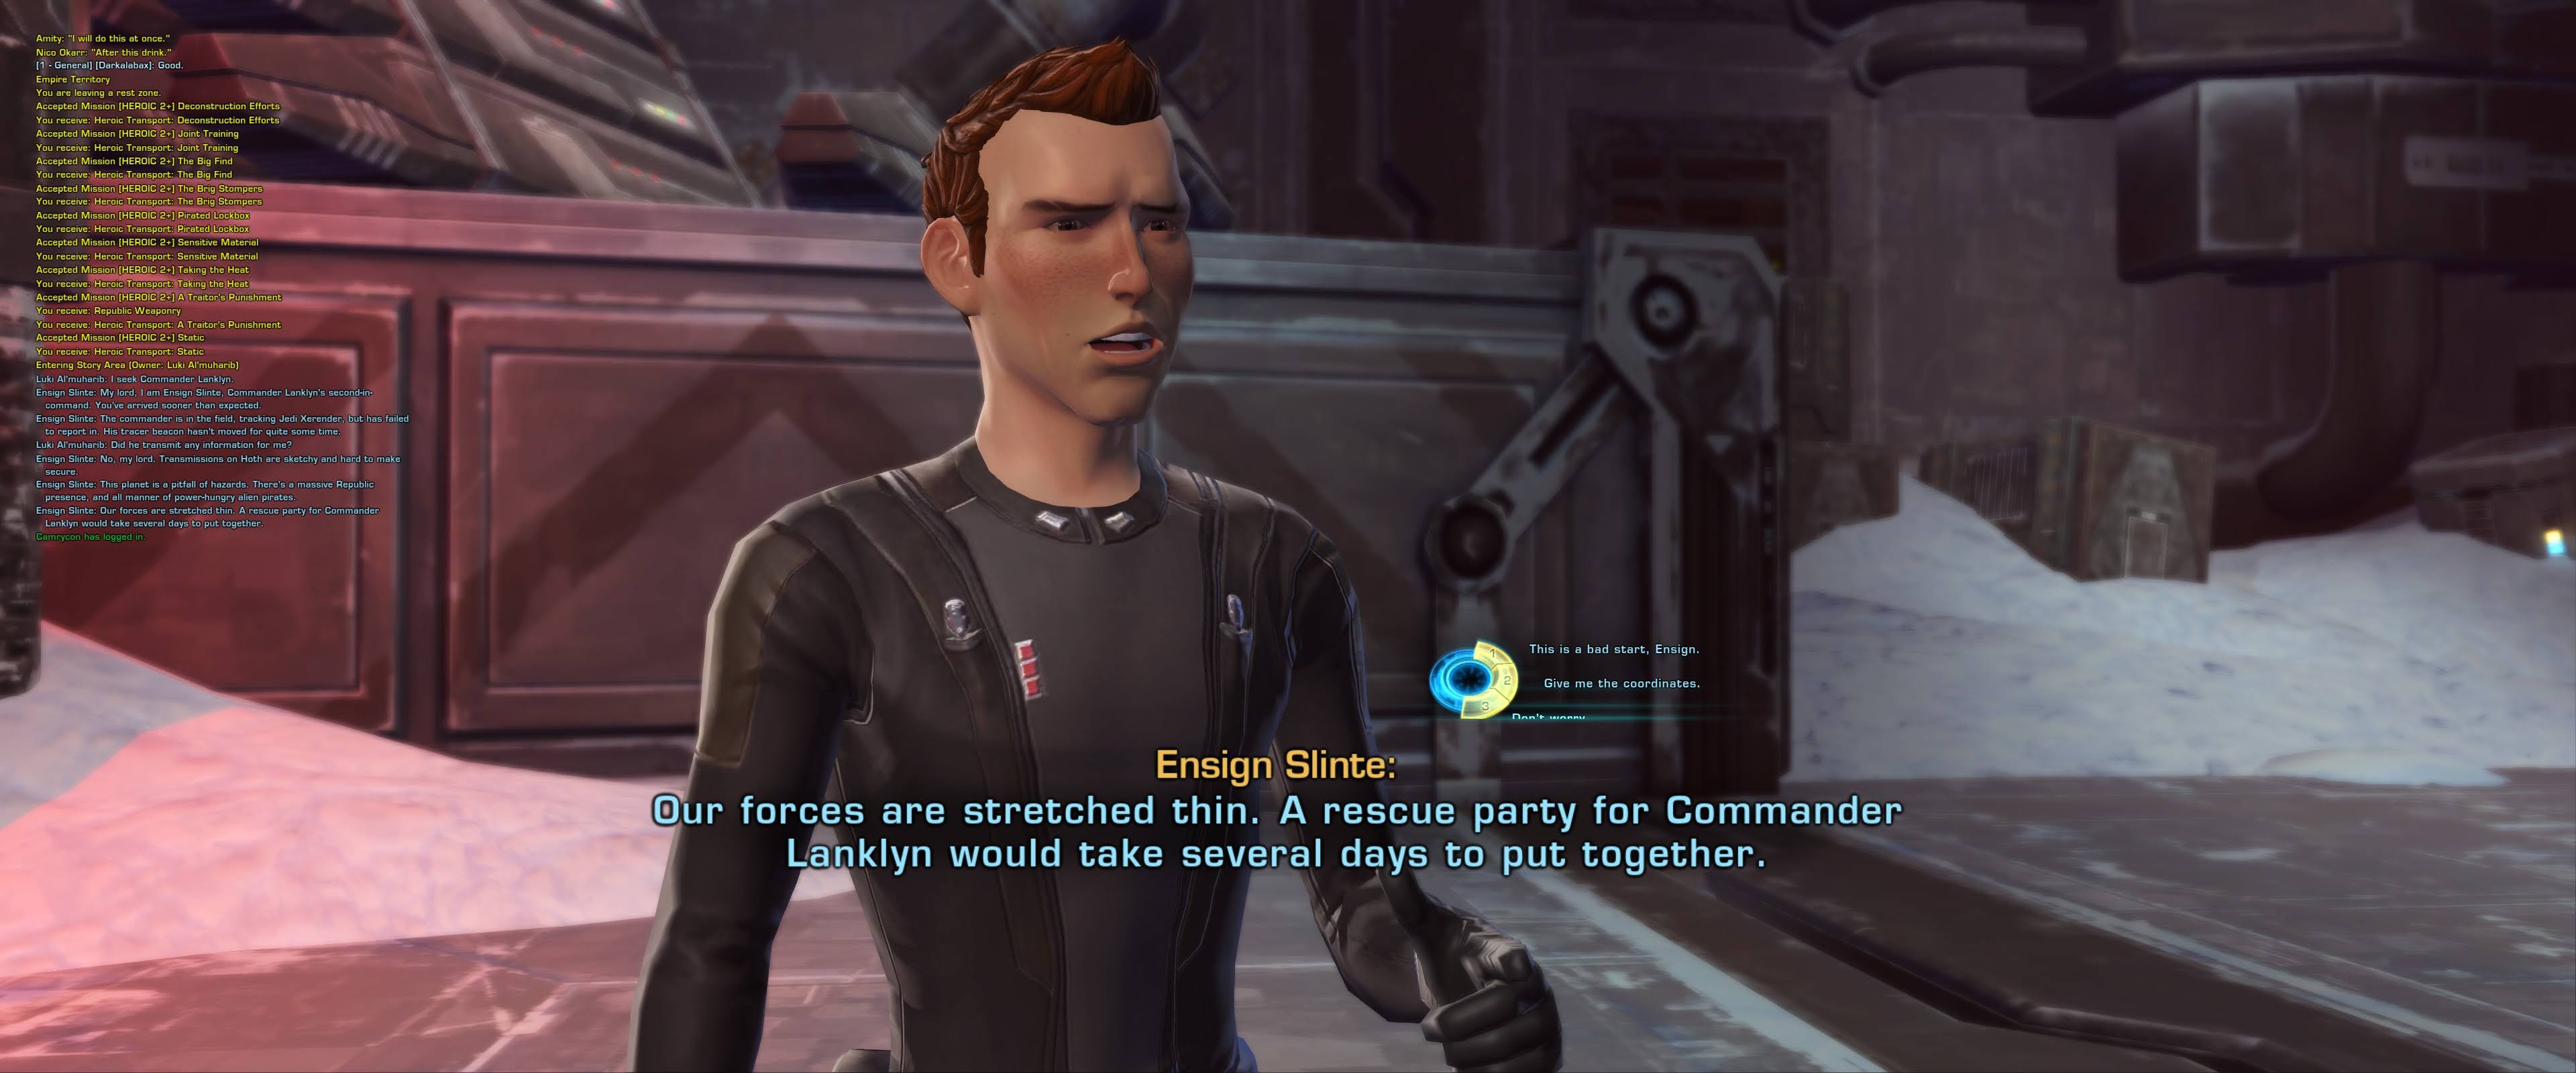 Amity: "I will do this at once."
Nico Okarr: "After this drink."
[1 - General] [Darkalabax]: Good.
Empire Territory
You are leaving a rest zone.
Accepted Mission [HEROIC 2+] Deconstruction Efforts
You receive: Heroic Transport: Deconstruction Efforts
Accepted Mission [HEROIC 2+] Joint Training
You receive: Heroic Transport: Joint Training
Accepted Mission [HEROIC 2+] The Big Find
You receive: Heroic Transport: The Big Find
Accepted Mission [HEROIC 2+] The Brig Stompers
You receive: Heroic Transport: The Brig Stompers
Accepted Mission [HEROIC 2+] Pirated Lockbox
You receive: Heroic Transport: Pirated Lockbox
Accepted Mission [HEROIC 2+] Sensitive Material
You receive: Heroic Transport: Sensitive Material
Accepted Mission [HEROIC 2+] Taking the Heat
You receive: Heroic Transport: Taking the Heat
Accepted Mission [HEROIC 2+] A Traitor's Punishment
You receive: Republic Weaponry
You receive: Heroic Transport: A Traitor's Punishment
Accepted Mission [HEROIC 2+] Static
You receive: Heroic Transport: Static
Entering Story Area [Owner: Luki Al'muharib]
Luki Al'muharib: I seek Commander Lanklyn.
Ensign Slinte: My lord, I am Ensign Slinte, Commander Lanklyn's second-in-
command. You've arrived sooner than expected.
Ensign Slinte: The commander is in the field, tracking Jedi Xerender, but has failed
to report in. His tracer beacon hasn't moved for quite some time.
Luki Al'muharib: Did he transmit any information for me?
Ensign Slinte: No, my lord. Transmissions on Hoth are sketchy and hard to make
secure.
Ensign Slinte: This planet is a pitfall of hazards. There's a massive Republic
presence, and all manner of power-hungry alien pirates.
Ensign Slinte: Our forces are stretched thin. A rescue party for Commander
Lanklyn would take several days to put together.
Gamrycon has logged in.
1 This is a bad start, Ensign.
2 Give me the coordinates.
3 Don't worry
Ensign Slinte:
Our forces are stretched thin. A rescue party for Commander
Lanklyn would take several days to put together.